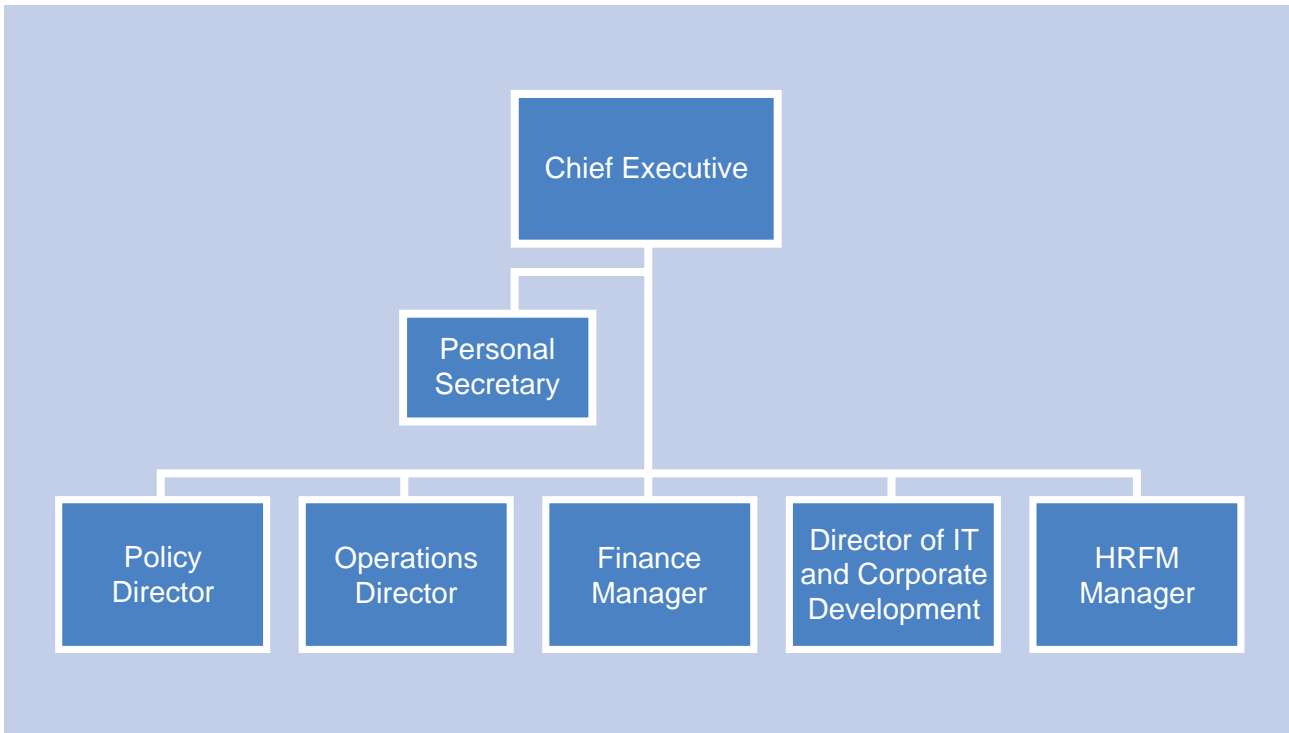 Chief Executive
Personal
Secretary
Policy
Director
Operations
Director
Finance
Manager
Director of IT
and Corporate
Development
HRFM
Manager